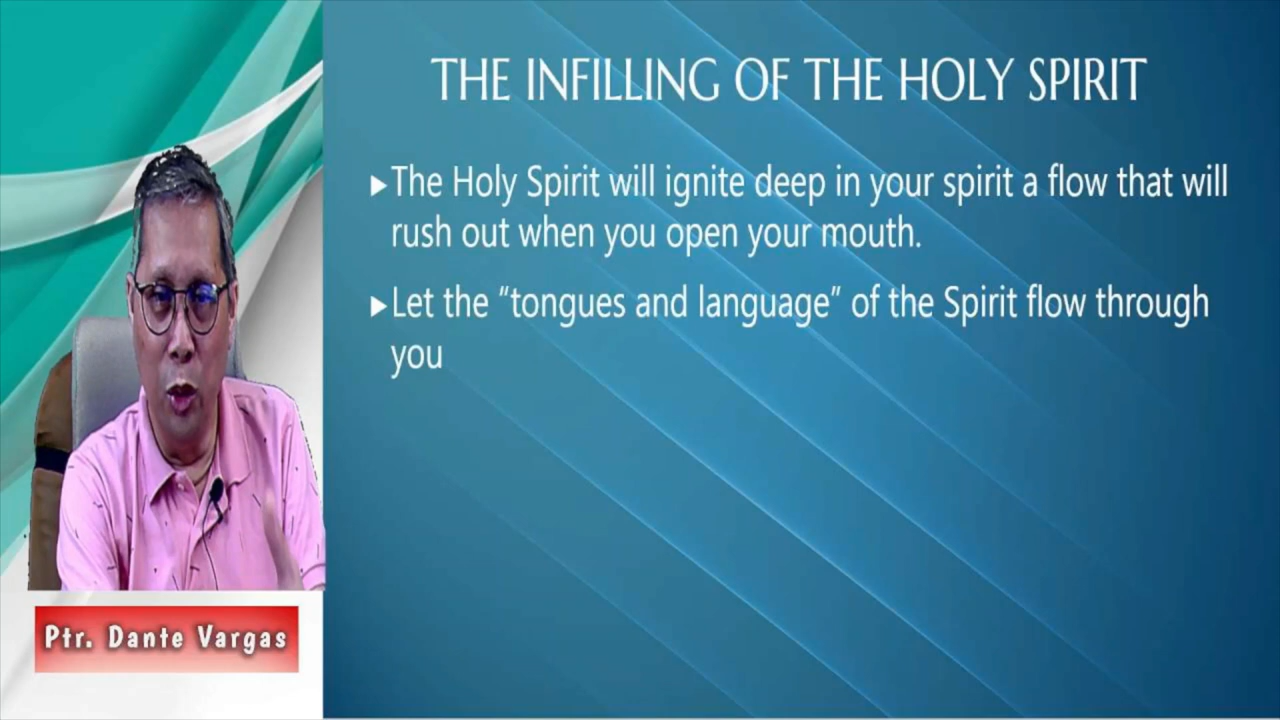 THE INFILLING OF THE HOLY SPIRIT
▸The Holy Spirit will ignite deep in your spirit a flow that will
rush out when you open your mouth.
▸Let the “tongues and language” of the Spirit flow through
you
Ptr. Dante Vargas